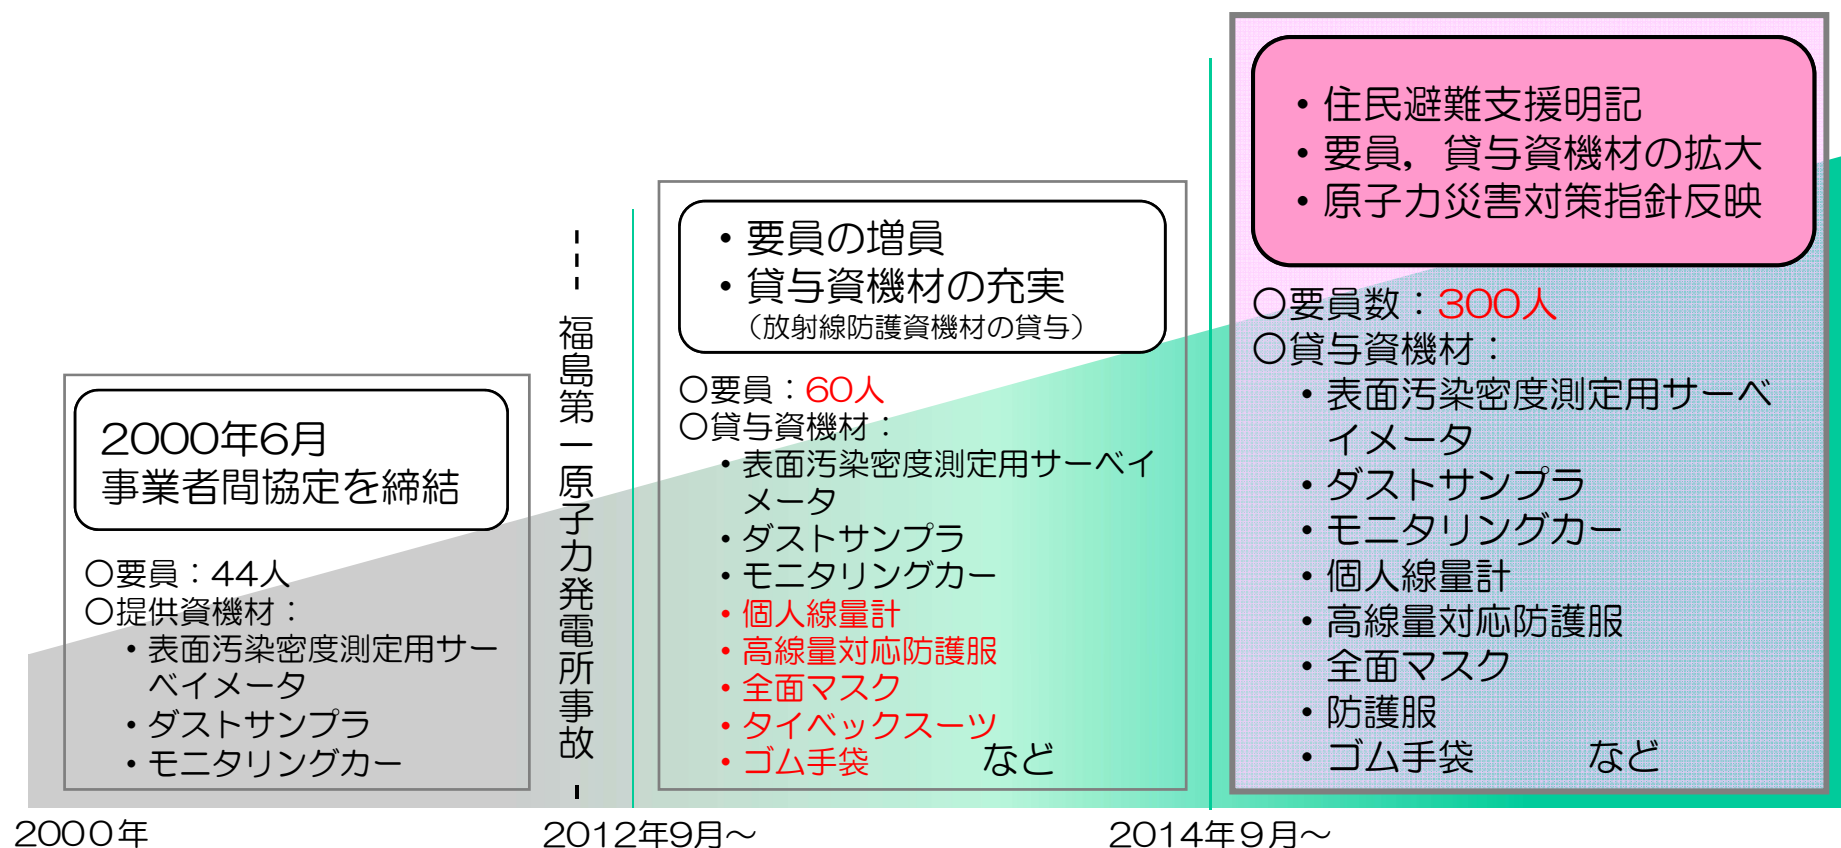 2000年6月
事業者間協定を締結
〇要員：44人
〇提供資機材：
・表面汚染密度測定用サー
ベイメータ
・ダストサンプラ
・モニタリングカー
福島第一原子力発電所事故
・要員の増員
・貸与資機材の充実
（放射線防護資機材の貸与）
〇要員：60人
〇貸与資機材：
・表面汚染密度測定用サーベイ
メータ
・ダストサンプラ
・モニタリングカー
・個人線量計
・高線量対応防護服
・全面マスク
・タイベックスーツ
・ゴム手袋 など
・住民避難支援明記
・要員，貸与資機材の拡大
・原子力災害対策指針反映
〇要員数：300人
〇貸与資機材：
・表面汚染密度測定用サーベ
イメータ
・ダストサンプラ
・モニタリングカー
・個人線量計
・高線量対応防護服
・全面マスク
・防護服
・ゴム手袋 など
2000年
2012年9月～
2014年9月～